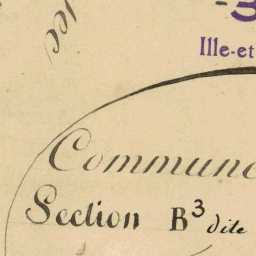 Ille-et
Commune
Section B³ dite